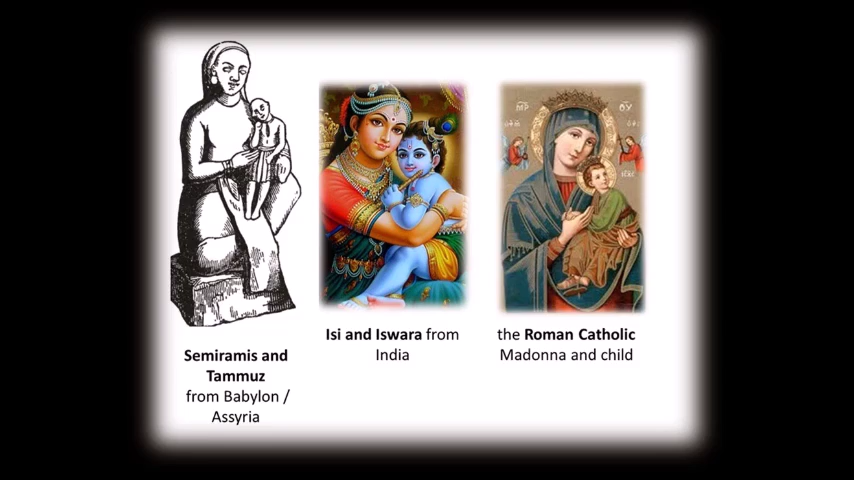 Semiramis and
Tammuz
from Babylon /
Assyria
Isi and Iswara from
India
the Roman Catholic
Madonna and child